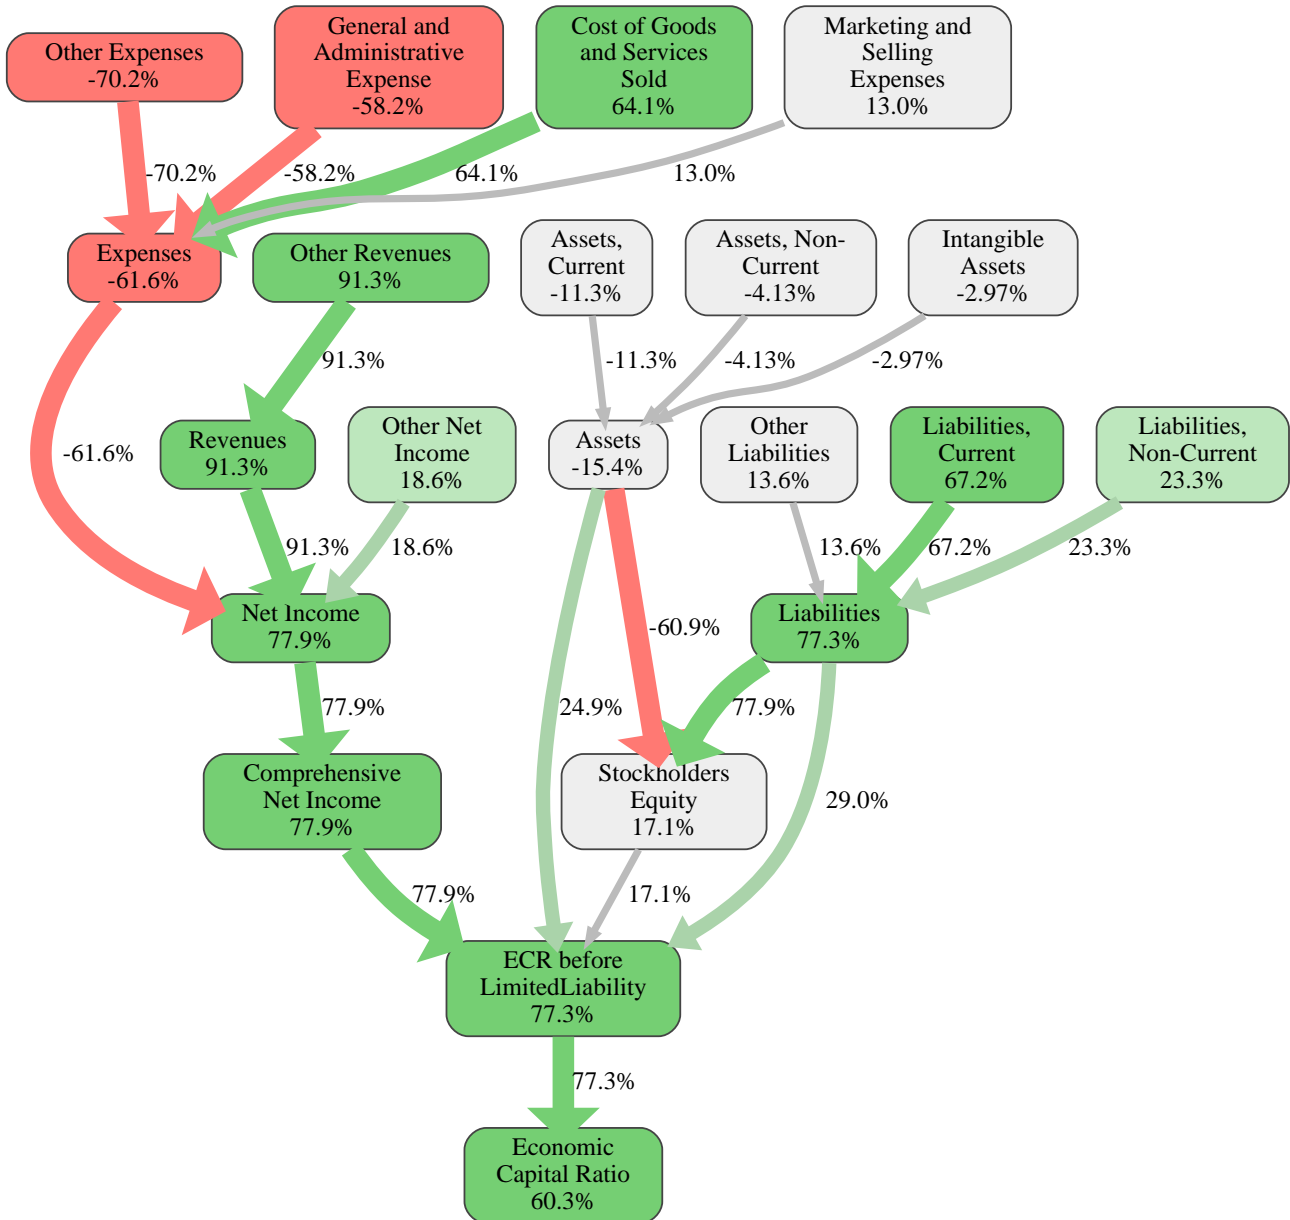 Other Expenses
-70.2%
General and
Administrative
Expense
-58.2%
Cost of Goods
and Services
Sold
64.1%
Marketing and
Selling
Expenses
13.0%
-70.2%
-58.2%
64.1%
13.0%
Expenses
-61.6%
Other Revenues
91.3%
Assets,
Current
-11.3%
Assets, Non-
Current
-4.13%
Intangible
Assets
-2.97%
91.3%
-11.3%
-4.13%
-2.97%
-61.6%
Revenues
91.3%
Other Net
Income
18.6%
Assets
-15.4%
Other
Liabilities
13.6%
Liabilities,
Current
67.2%
Liabilities,
Non-Current
23.3%
91.3%
18.6%
13.6%
67.2%
23.3%
Net Income
77.9%
-60.9%
Liabilities
77.3%
77.9%
24.9%
77.9%
Comprehensive
Net Income
77.9%
Stockholders
Equity
17.1%
29.0%
77.9%
17.1%
ECR before
LimitedLiability
77.3%
77.3%
Economic
Capital Ratio
60.3%